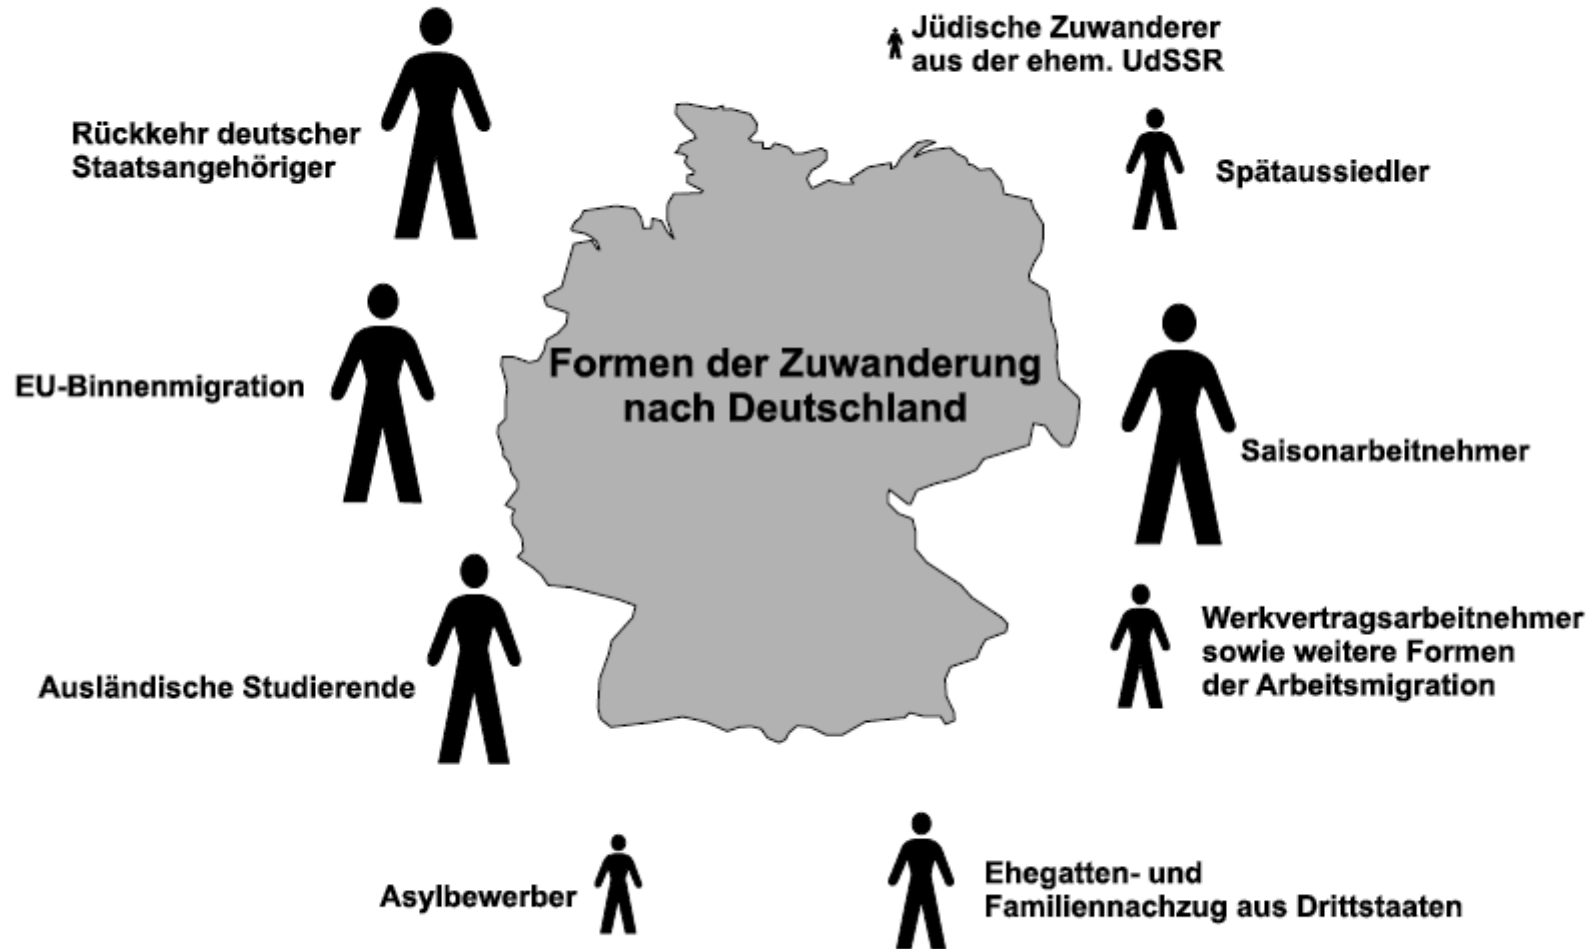 Jüdische Zuwanderer
aus der ehem. UdSSR
Rückkehr deutscher
Staatsangehöriger
Spätaussiedler
Formen der Zuwanderung
nach Deutschland
EU-Binnenmigration
Saisonarbeitnehmer
Werkvertragsarbeitnehmer
sowie weitere Formen
der Arbeitsmigration
Ausländische Studierende
Asylbewerber
Ehegatten- und
Familiennachzug aus Drittstaaten